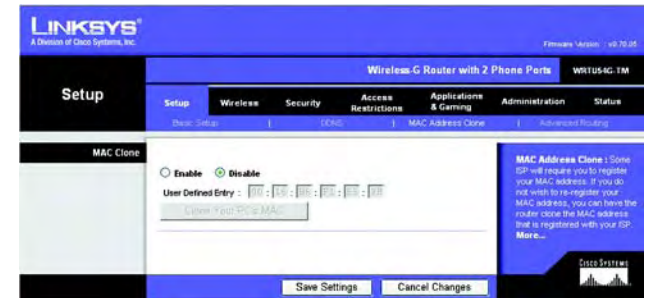 LINKSYS®
A Division of Cisco Systems, Inc.
Firmware Version : v0.70.05
Wireless-G Router with 2 Phone Ports
WRTU54G-TM
Setup
Setup
Wireless
Security
Access Restrictions
Applications & Gaming
Administration
Status
Basic Setup | DDNS | MAC Address Clone | Advanced Routing
MAC Clone
Enable Disable
User Defined Entry :
Clone Your PC's MAC
MAC Address Clone : Some
ISP will require you to register
your MAC address. If you do
not wish to re-register your
MAC address, you can have the
router clone the MAC address
that is registered with your ISP.
More...
CISCO SYSTEMS
Save Settings
Cancel Changes